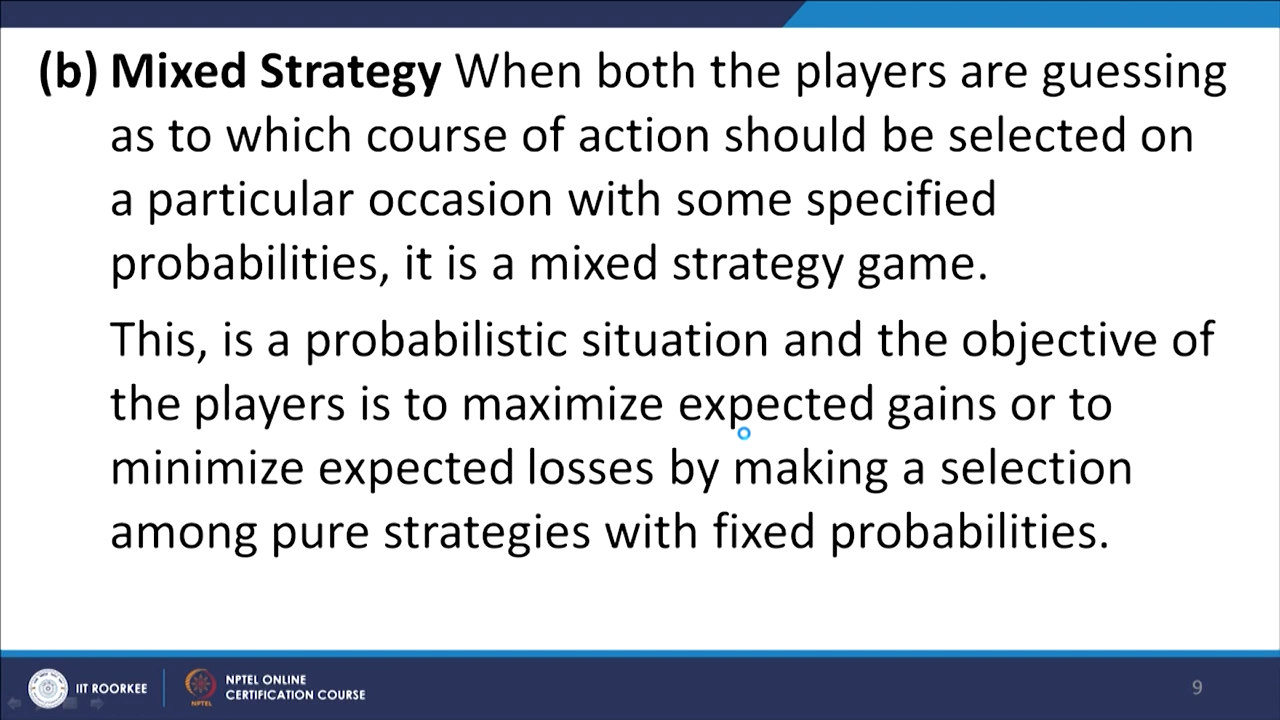 (b) Mixed Strategy When both the players are guessing
as to which course of action should be selected on
a particular occasion with some specified
probabilities, it is a mixed strategy game.
This, is a probabilistic situation and the objective of
the players is to maximize expected gains or to
minimize expected losses by making a selection
among pure strategies with fixed probabilities.
IIT ROORKEE
NPTEL
NPTEL ONLINE
CERTIFICATION COURSE
9